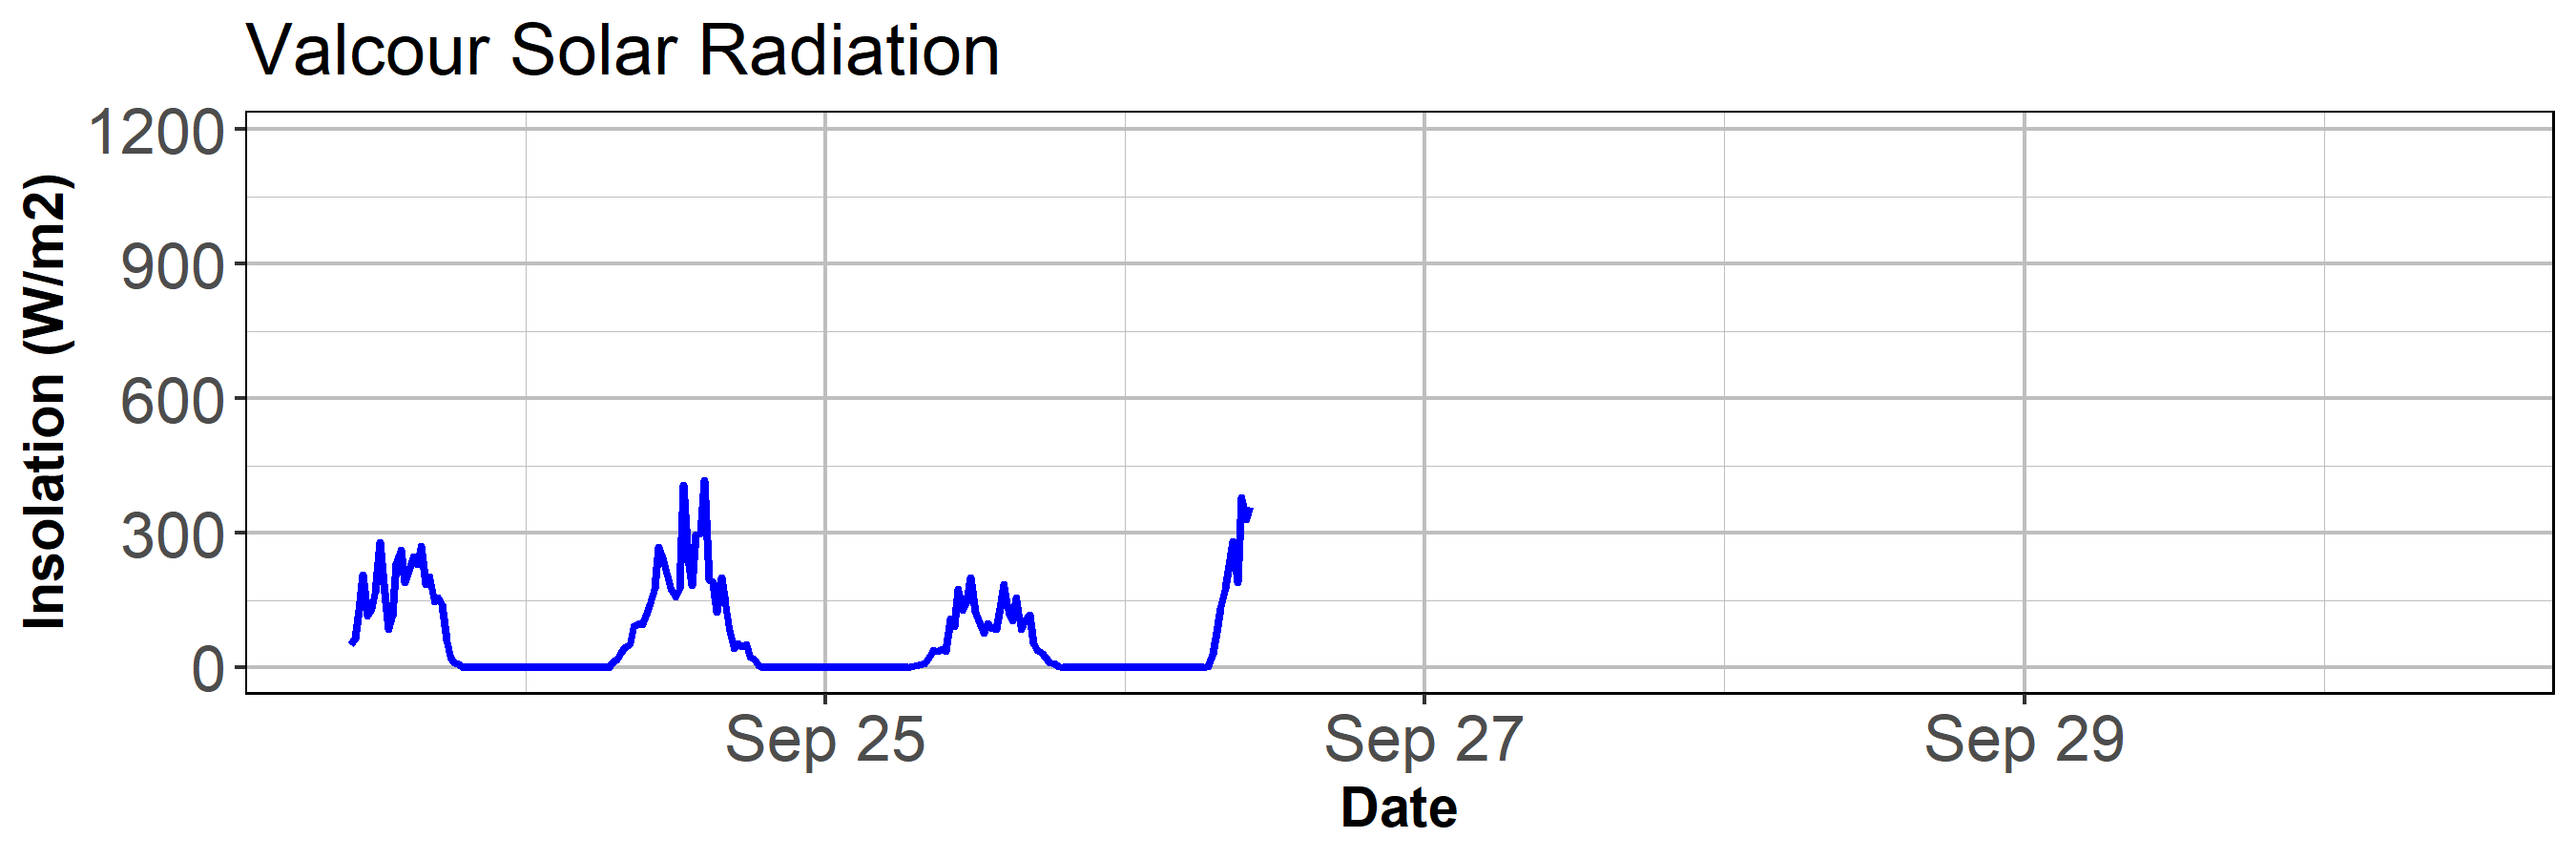 Valcour Solar Radiation
1200
900
600
300
0
Insolation (W/m2)
Sep 25
Sep 27
Sep 29
Date